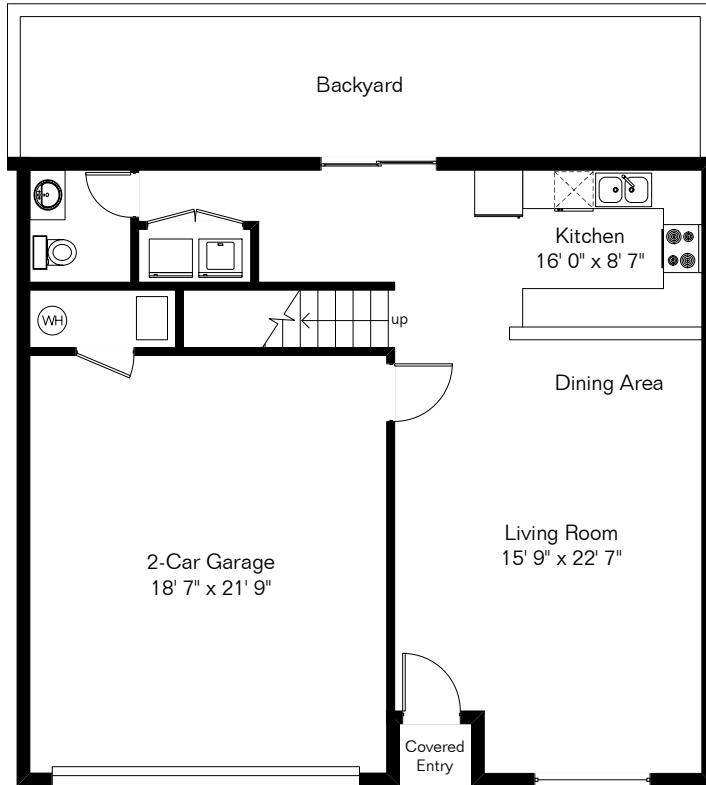 Backyard
Kitchen
16' 0" x 8' 7"
WH
up
Dining Area
Living Room
15' 9" x 22' 7"
2-Car Garage
18' 7" x 21' 9"
Covered
Entry